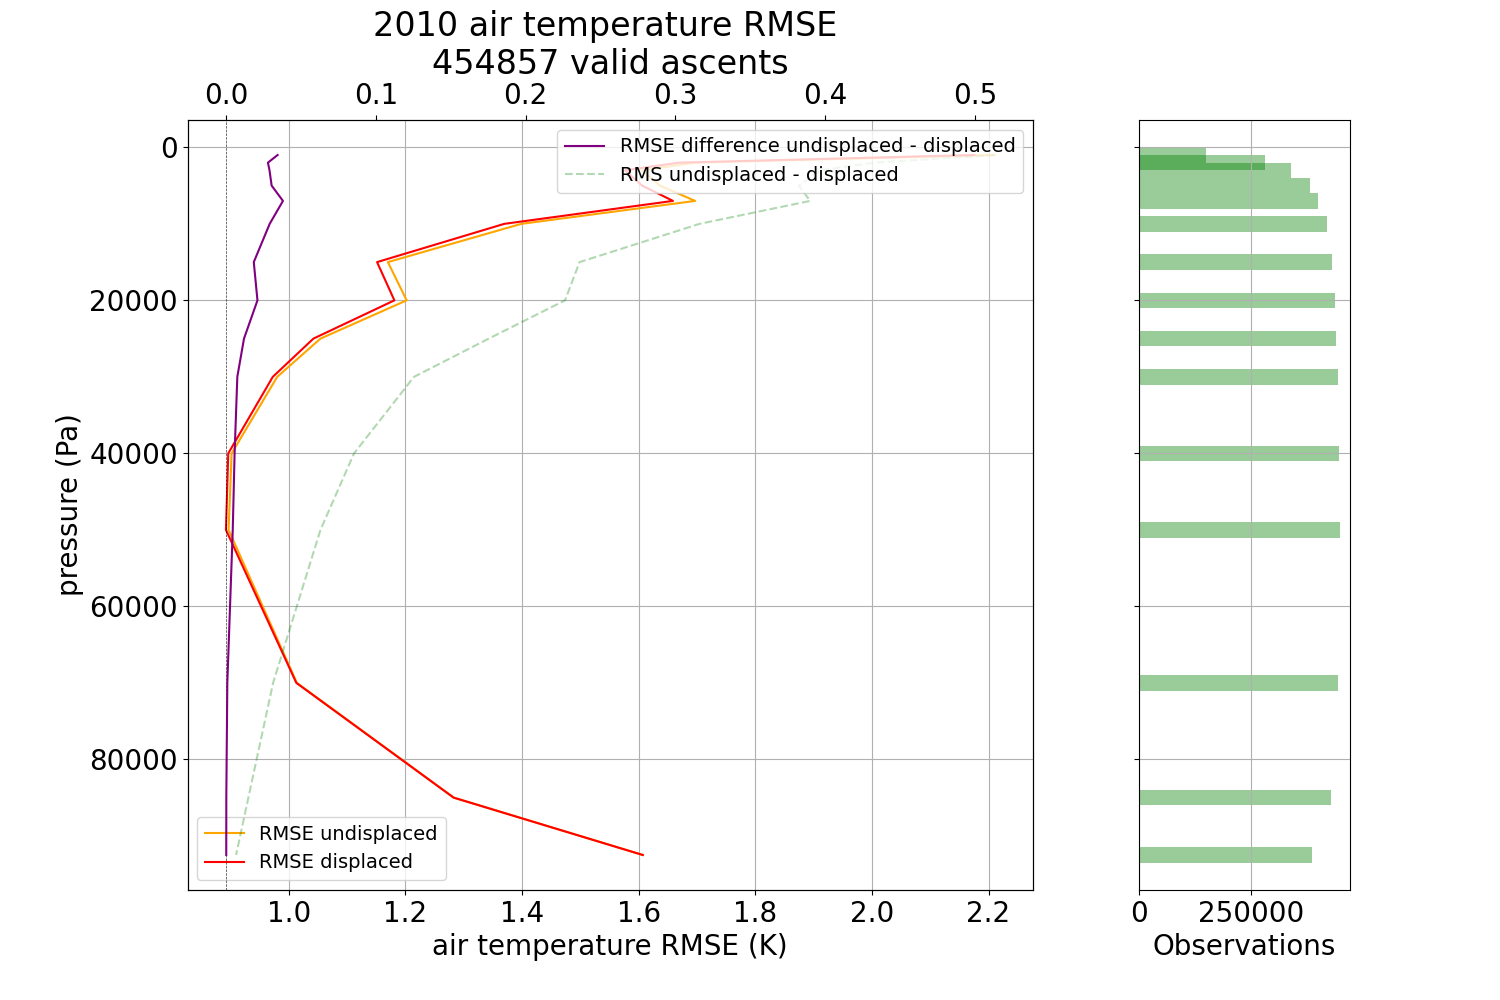 2010 air temperature RMSE
454857 valid ascents
0.0 0.1 0.2 0.3 0.4 0.5
RMSE difference undisplaced - displaced
RMS undisplaced - displaced
0
20000
40000
60000
80000
pressure (Pa)
RMSE undisplaced
RMSE displaced
1.0 1.2 1.4 1.6 1.8 2.0 2.2
air temperature RMSE (K)
0 250000
Observations